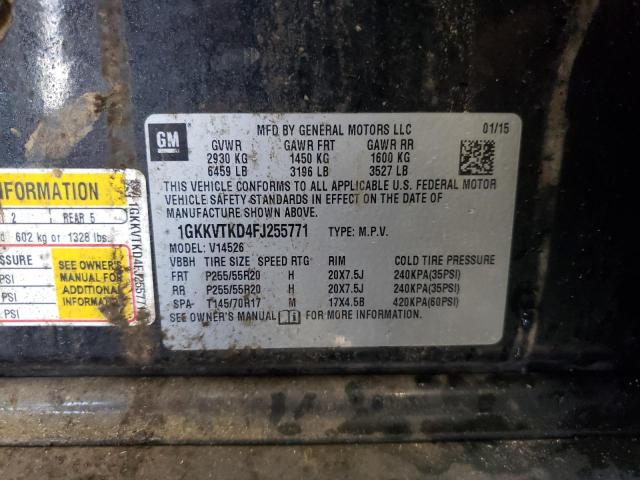 GM
MFD BY GENERAL MOTORS LLC 01/15
GVWR GAWR FRT GAWR RR
2930 KG 1450 KG 1600 KG
6459 LB 3196 LB 3527 LB
THIS VEHICLE CONFORMS TO ALL APPLICABLE U.S. FEDERAL MOTOR
VEHICLE SAFETY STANDARDS IN EFFECT ON THE DATE OF
MANUFACTURE SHOWN ABOVE.
1GKKVTKD4FJ255771 TYPE: M.P.V.
MODEL: V14526
VBBH TIRE SIZE SPEED RTG RIM COLD TIRE PRESSURE
FRT P255/55R20 H 20X7.5J 240KPA(35PSI)
RR P255/55R20 H 20X7.5J 240KPA(35PSI)
SPA T145/70R17 M 17X4.5B 420KPA(60PSI)
SEE OWNER'S MANUAL FOR MORE INFORMATION.
INFORMATION
2 REAR 5
602 kg or 1328 lbs.
SEE OWNER'S
MANUAL FOR
ADDITIONAL
INFORMATION
PSI
PSI
1GKKVTKD4FJ255771